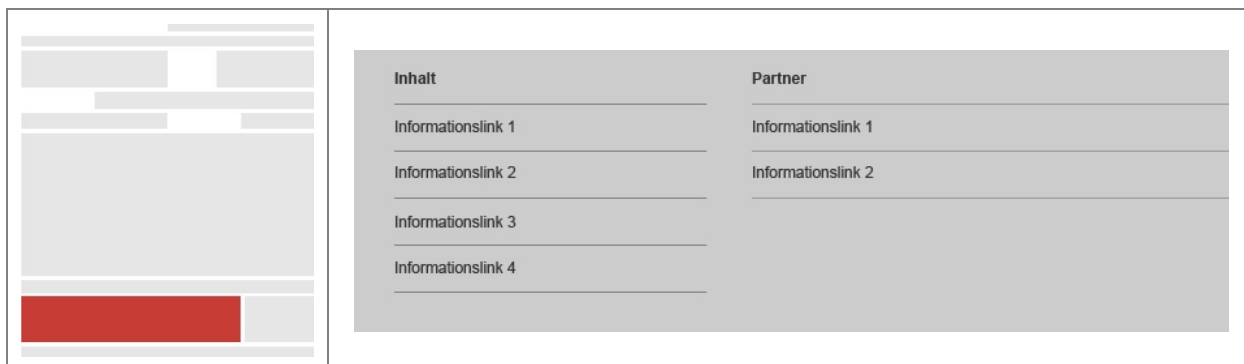 Inhalt
Informationslink 1
Informationslink 2
Informationslink 3
Informationslink 4
Partner
Informationslink 1
Informationslink 2